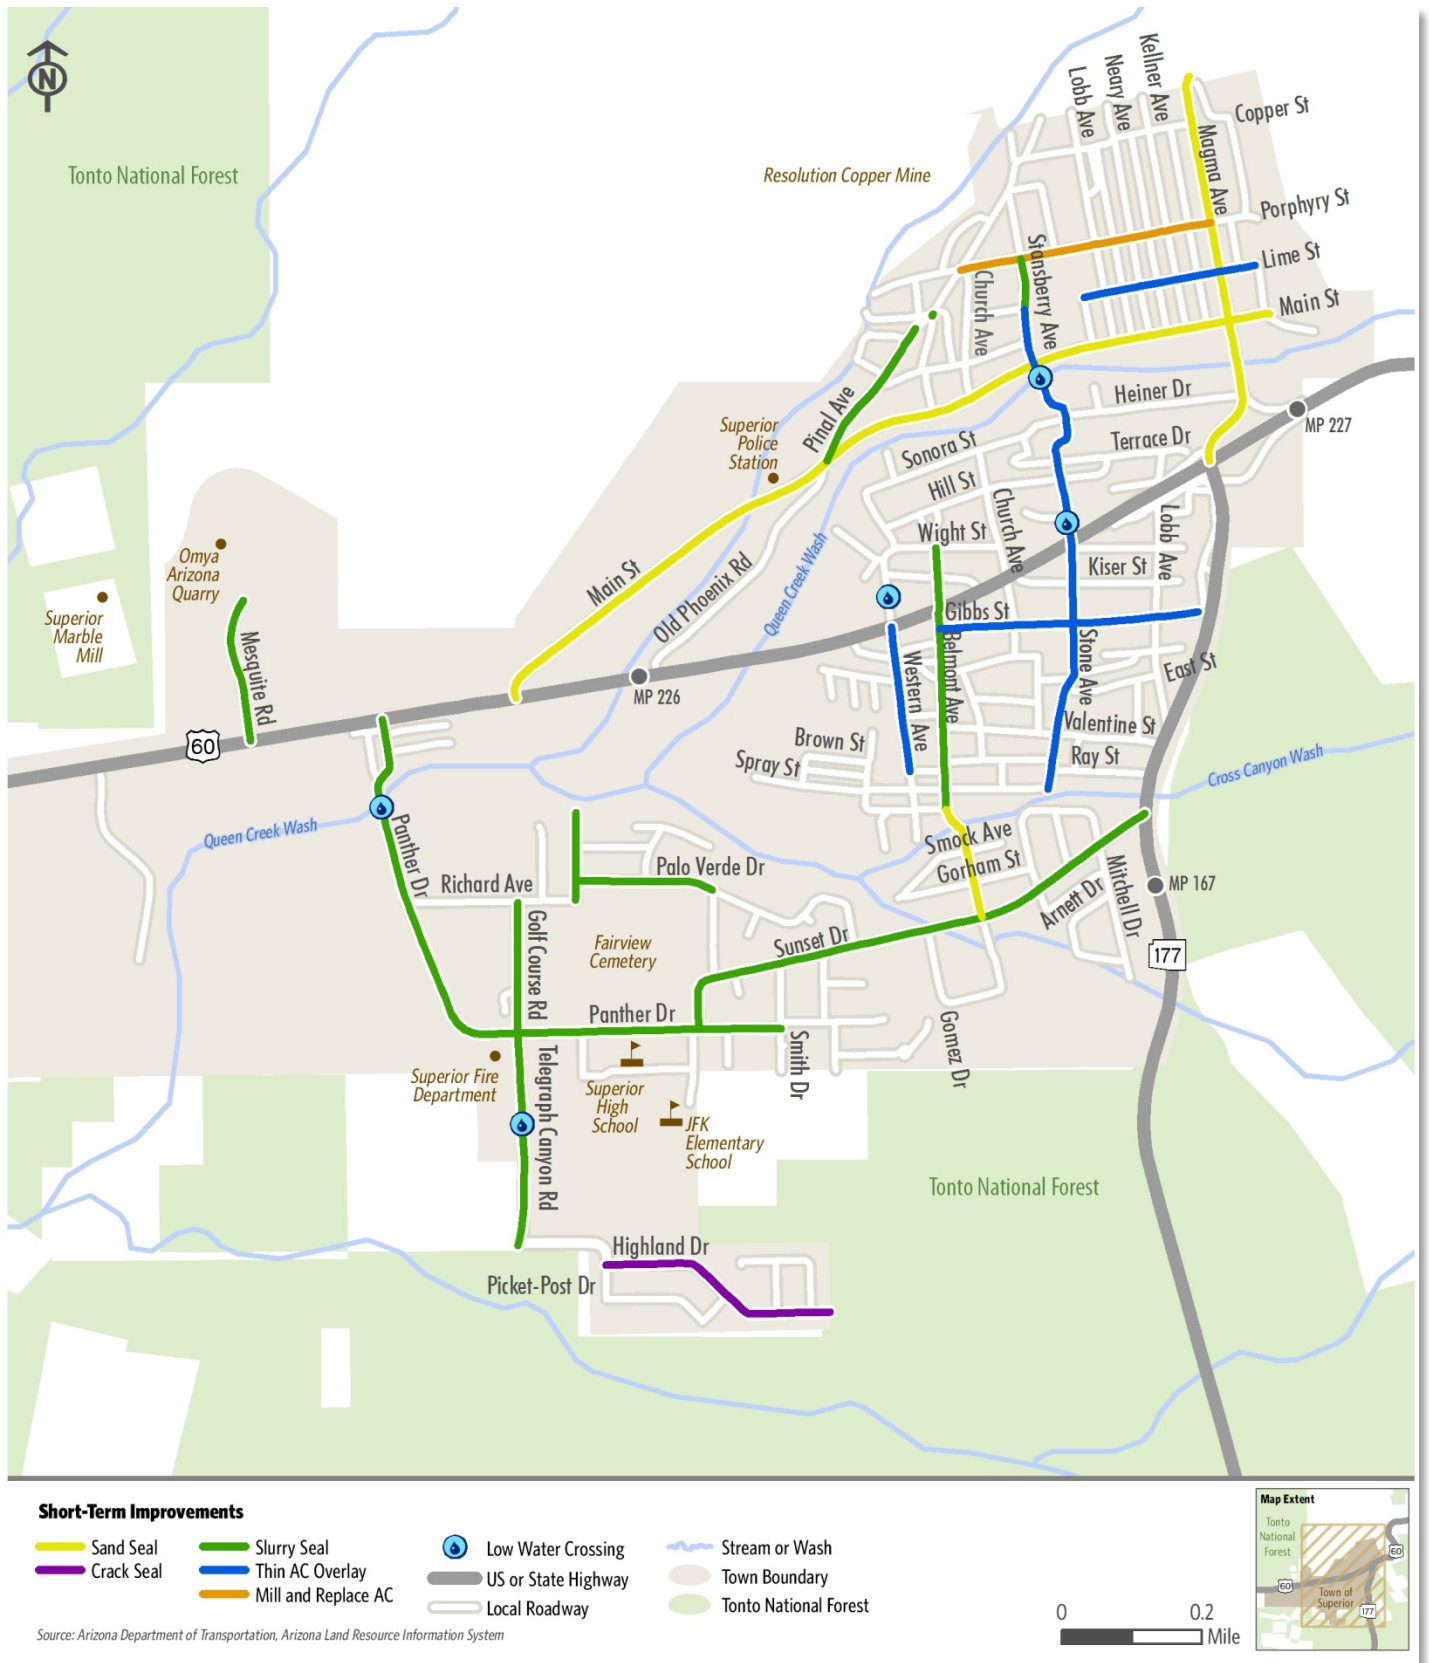 N
Tonto National Forest
Resolution Copper Mine
Lobb Ave
Neary Ave
Kellner Ave
Copper St
Magma Ave
Porphyry St
Stansberry Ave
Lime St
Church Ave
Main St
Heiner Dr
MP 227
Pinal Ave
Superior
Police
Station
Sonora St
Terrace Dr
Hill St
Church Ave
Lobb Ave
Wight St
Kiser St
Omya
Arizona
Quarry
Superior
Marble
Mill
Main St
Old Phoenix Rd
Queen Creek Wash
Gibbs St
Mesquite Rd
Belmont Ave
Western Ave
Stone Ave
East St
MP 226
60
Valentine St
Brown St
Ray St
Spray St
Cross Canyon Wash
Queen Creek Wash
Panther Dr
Smock Ave
Gorham St
Palo Verde Dr
Richard Ave
Arnett Dr
Mitchell Dr
MP 167
Golf Course Rd
Fairview
Cemetery
Sunset Dr
177
Panther Dr
Smith Dr
Gomez Dr
Superior Fire
Department
Telegraph Canyon Rd
Superior
High
School
JFK
Elementary
School
Tonto National Forest
Highland Dr
Picket-Post Dr
Short-Term Improvements
Sand Seal
Crack Seal
Slurry Seal
Thin AC Overlay
Mill and Replace AC
Low Water Crossing
US or State Highway
Local Roadway
Stream or Wash
Town Boundary
Tonto National Forest
0 0.2
Mile
Map Extent
Tonto
National
Forest
60
60
Town of
Superior
177
Source: Arizona Department of Transportation, Arizona Land Resource Information System